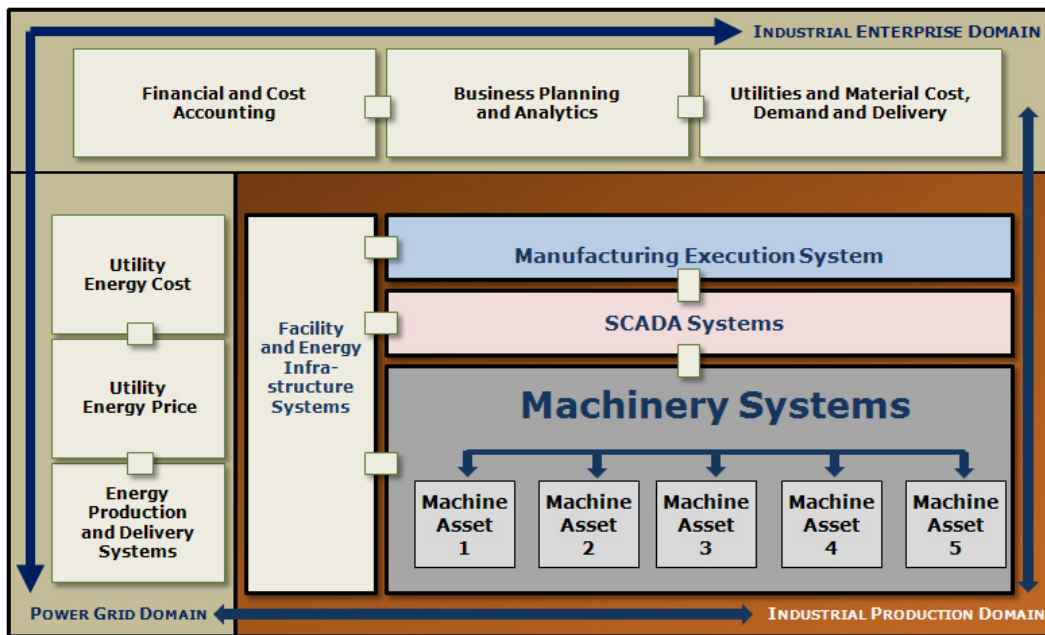 INDUSTRIAL ENTERPRISE DOMAIN
Financial and Cost
Accounting
Business Planning
and Analytics
Utilities and Material Cost,
Demand and Delivery
Utility
Energy Cost
Utility
Energy Price
Energy
Production
and Delivery
Systems
Facility
and Energy
Infra-
structure
Systems
Manufacturing Execution System
SCADA Systems
Machinery Systems
Machine
Asset
1
Machine
Asset
2
Machine
Asset
3
Machine
Asset
4
Machine
Asset
5
POWER GRID DOMAIN
INDUSTRIAL PRODUCTION DOMAIN